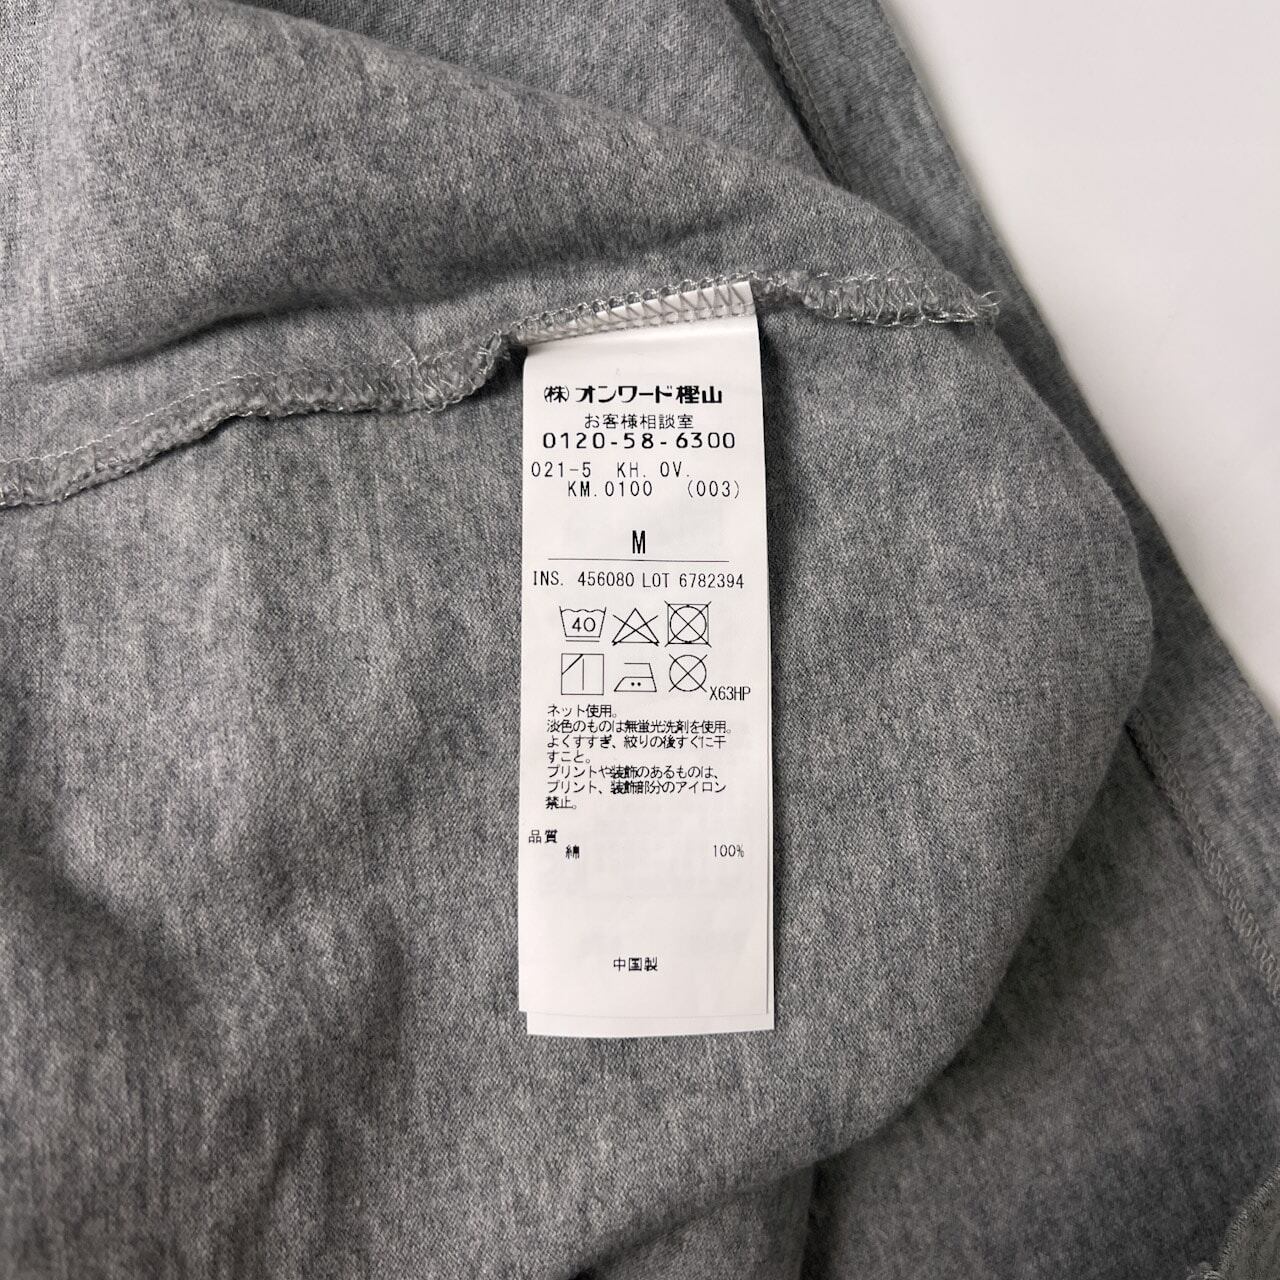 (株)オンワード樫山
お客様相談室
0120-58-6300
021-5 KH. OV.
KM.0100 (003)
M
INS. 456080 LOT 6782394
40
X63HP
ネット使用。
淡色のものは無蛍光洗剤を使用。
よくすすぎ、絞りの後すぐに干
すこと。
プリントや装飾のあるものは、
プリント、装飾部分のアイロン
禁止。
品質
綿 100%
中国製